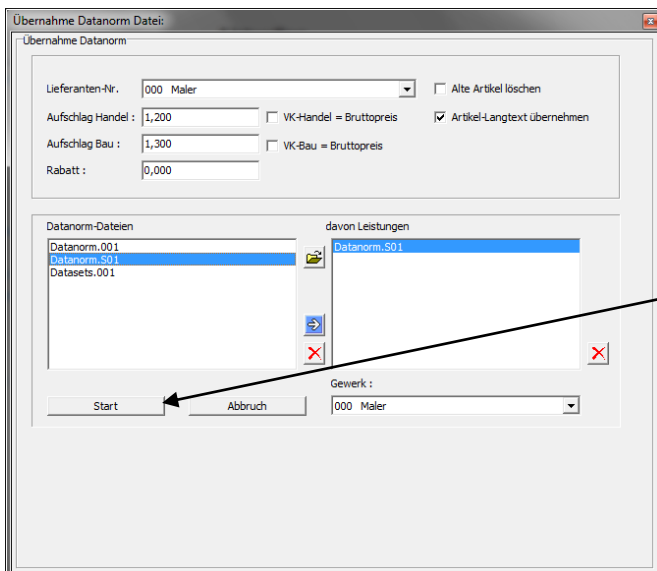 Übernahme Datanorm Datei:
Übernahme Datanorm
Lieferanten-Nr. 000 Maler Alte Artikel löschen
Aufschlag Handel : 1,200 VK-Handel = Bruttopreis Artikel-Langtext übernehmen
Aufschlag Bau : 1,300 VK-Bau = Bruttopreis
Rabatt : 0,000
Datanorm-Dateien davon Leistungen
Datanorm.001 Datanorm.S01
Datanorm.S01
Datasets.001
Gewerk :
Start Abbruch 000 Maler